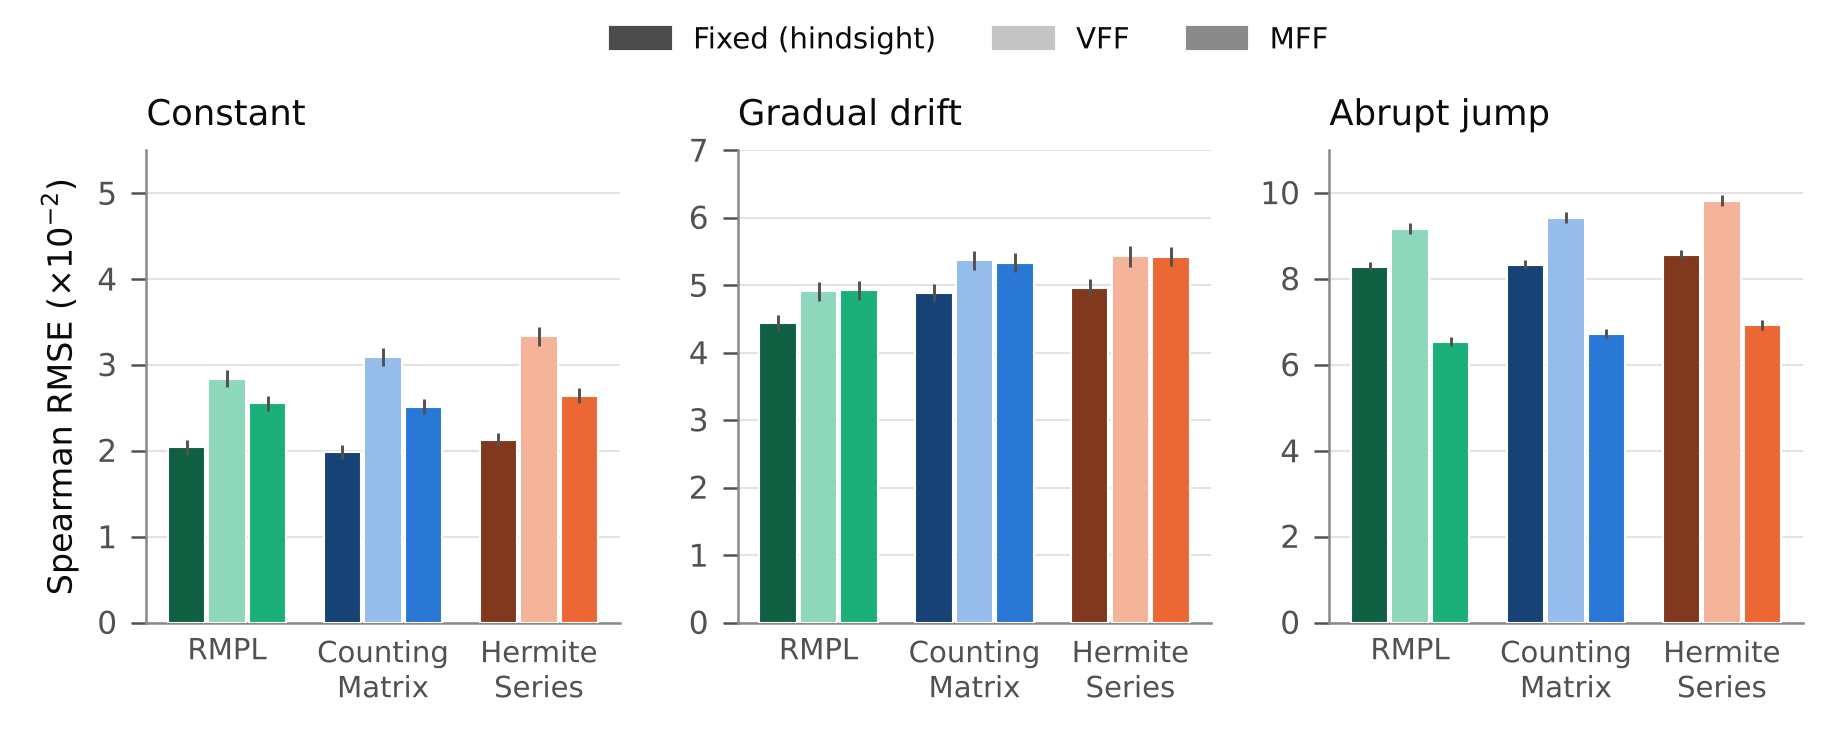 Fixed (hindsight) VFF MFF
Constant
Gradual drift
Abrupt jump
Spearman RMSE (×10⁻²)
5
4
3
2
1
0
RMPL
Counting
Matrix
Hermite
Series
7
6
5
4
3
2
1
0
RMPL
Counting
Matrix
Hermite
Series
10
8
6
4
2
0
RMPL
Counting
Matrix
Hermite
Series